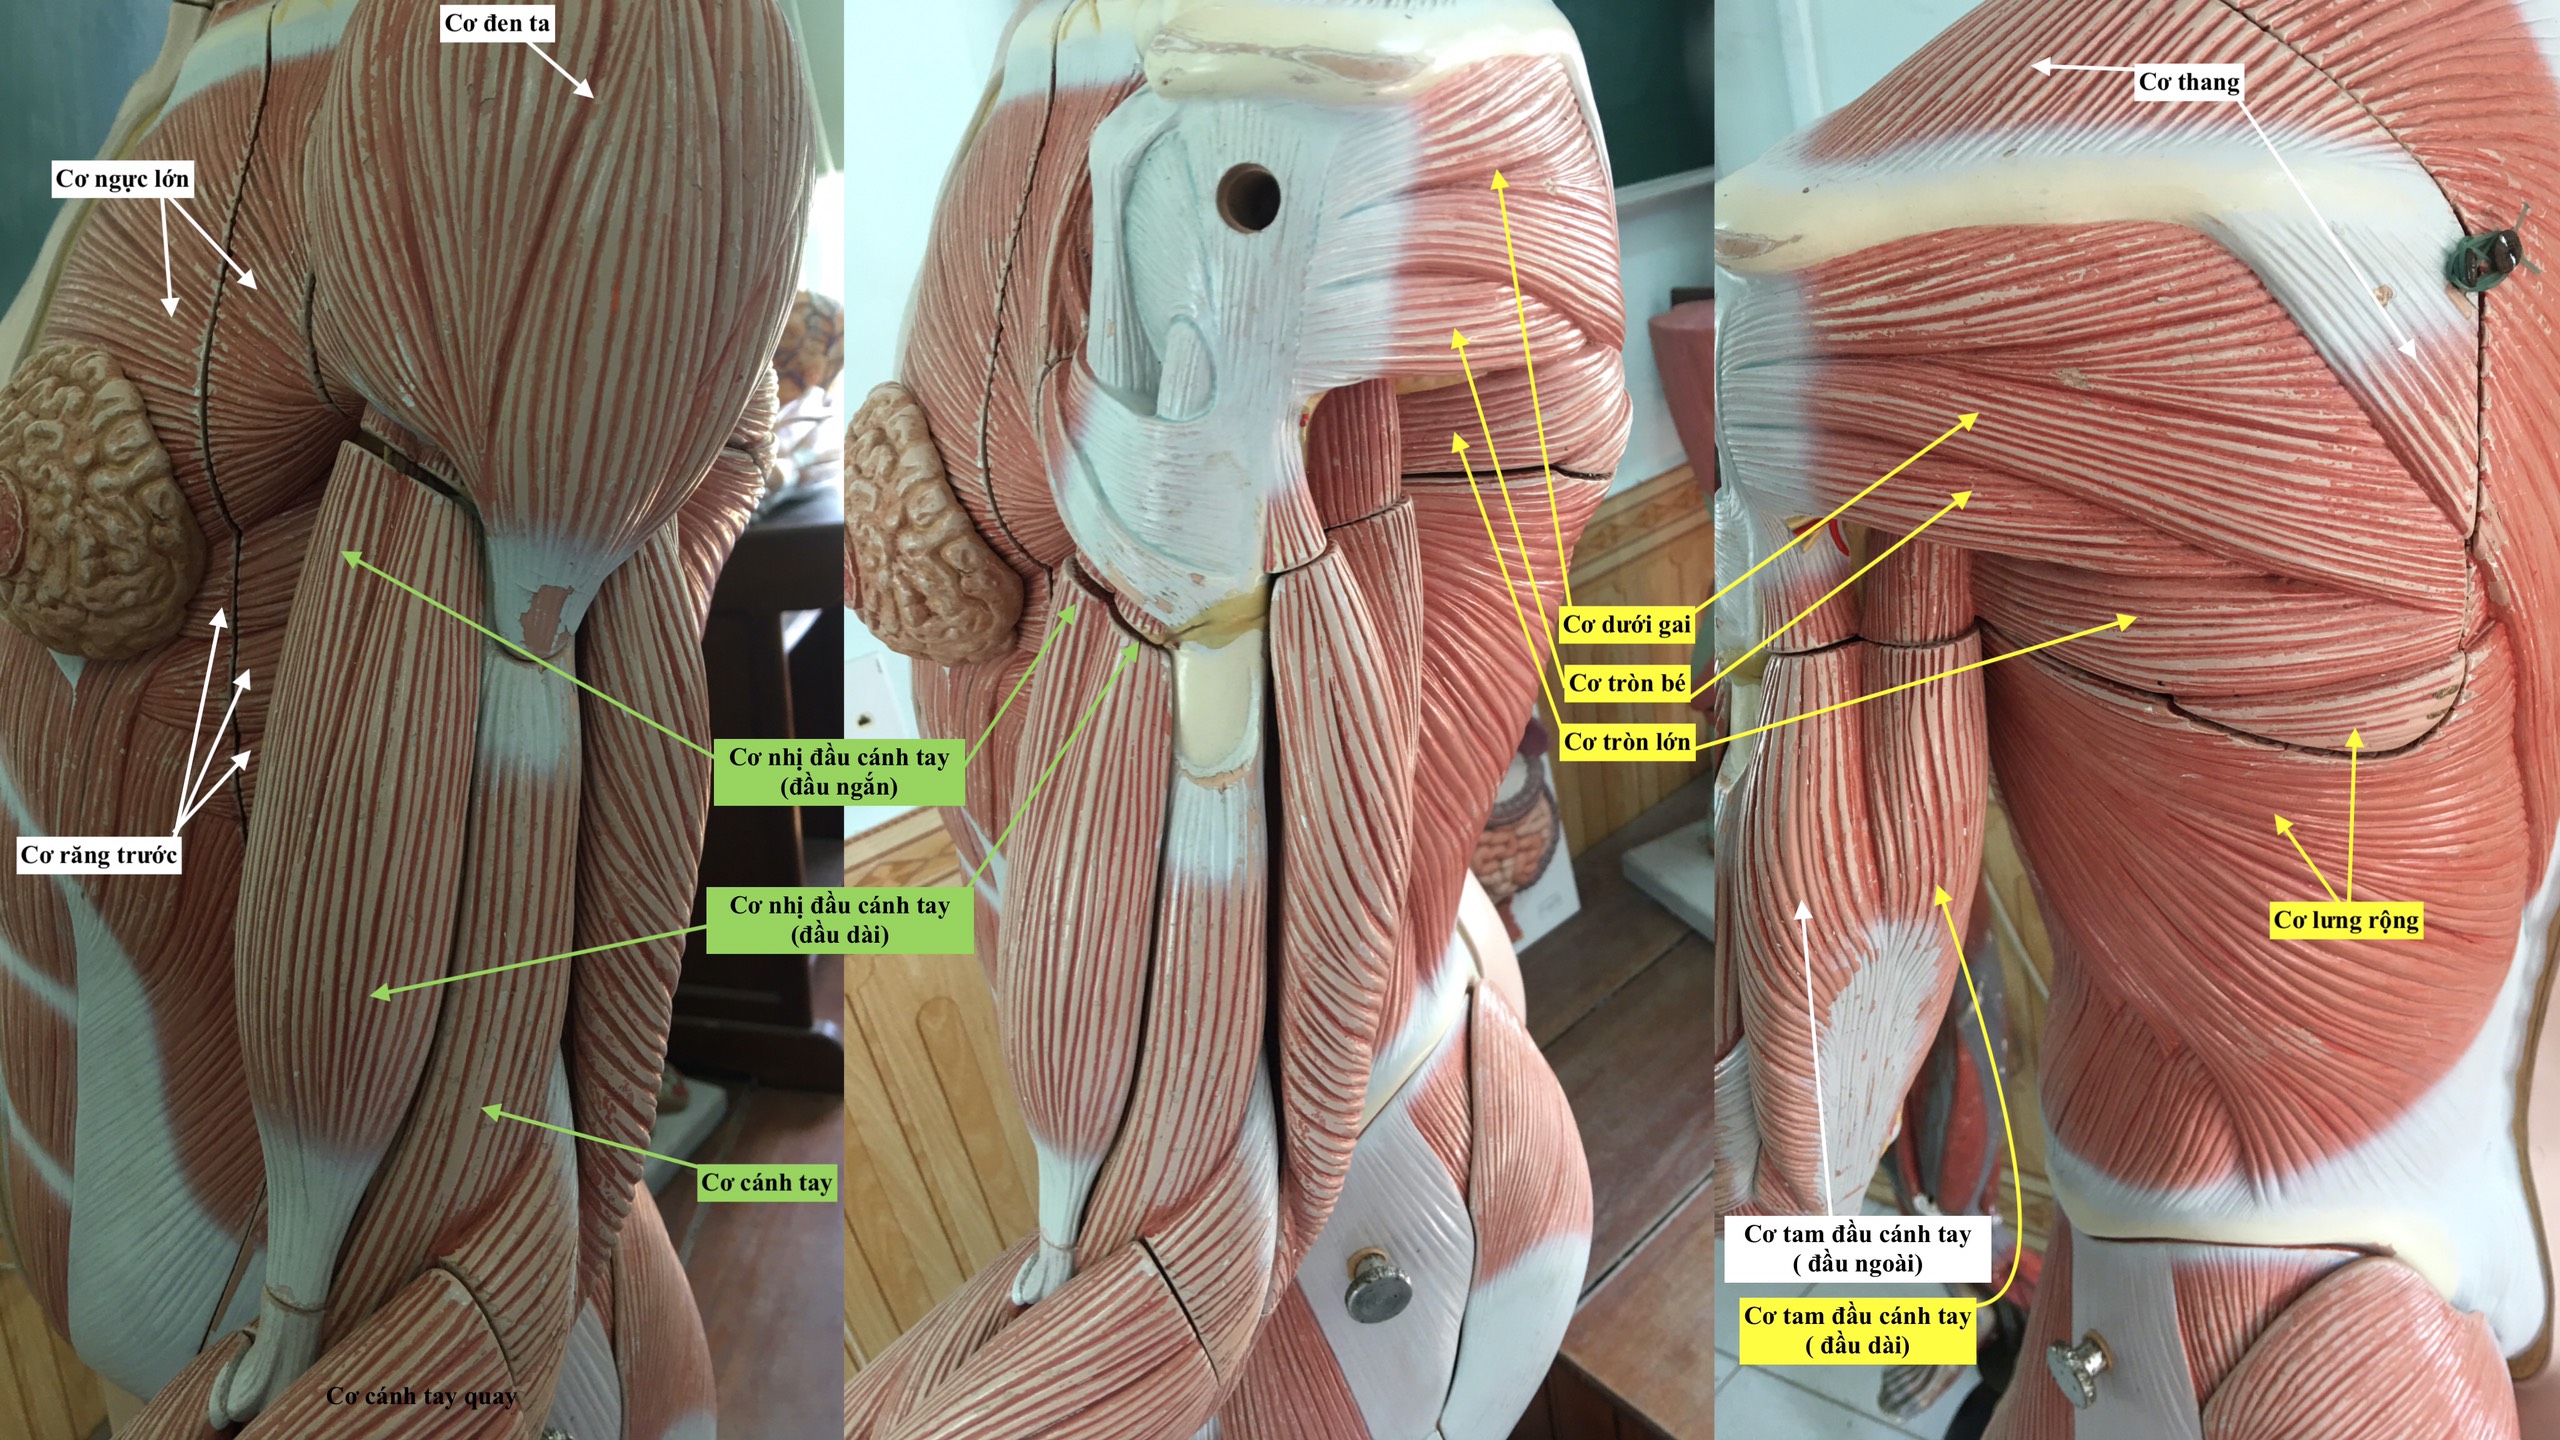 Cơ đen ta
Cơ ngực lớn
Cơ răng trước
Cơ nhị đầu cánh tay
(đầu ngắn)
Cơ nhị đầu cánh tay
(đầu dài)
Cơ cánh tay
Cơ cánh tay quay
Cơ dưới gai
Cơ tròn bé
Cơ tròn lớn
Cơ thang
Cơ lưng rộng
Cơ tam đầu cánh tay
( đầu ngoài)
Cơ tam đầu cánh tay
( đầu dài)